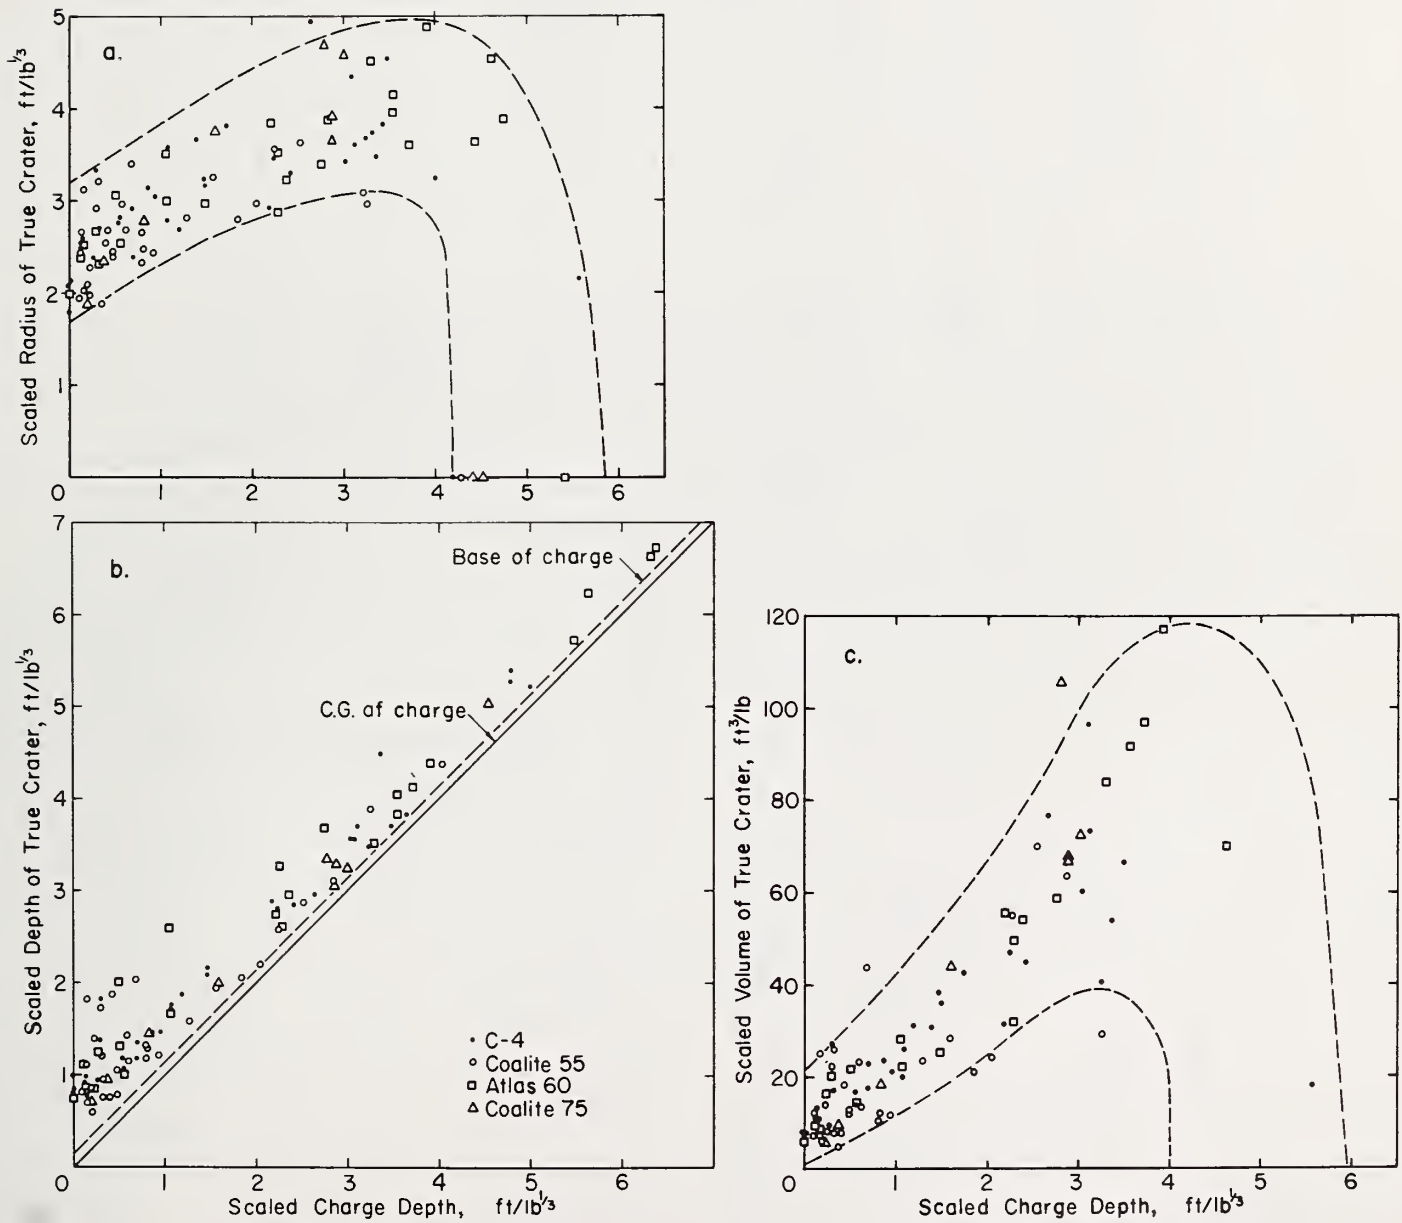 a.
Scaled Radius of True Crater, ft/lb^1/3
5
4
3
2
1
0 1 2 3 4 5 6
b.
Scaled Depth of True Crater, ft/lb^1/3
7
6
5
4
3
2
1
0 1 2 3 4 5 6
Base of charge
C.G. af charge
C-4
Coalite 55
Atlas 60
Coalite 75
Scaled Charge Depth, ft/lb^1/3
c.
Scaled Volume of True Crater, ft^3/lb
120
100
80
60
40
20
0 1 2 3 4 5 6
Scaled Charge Depth, ft/lb^1/3